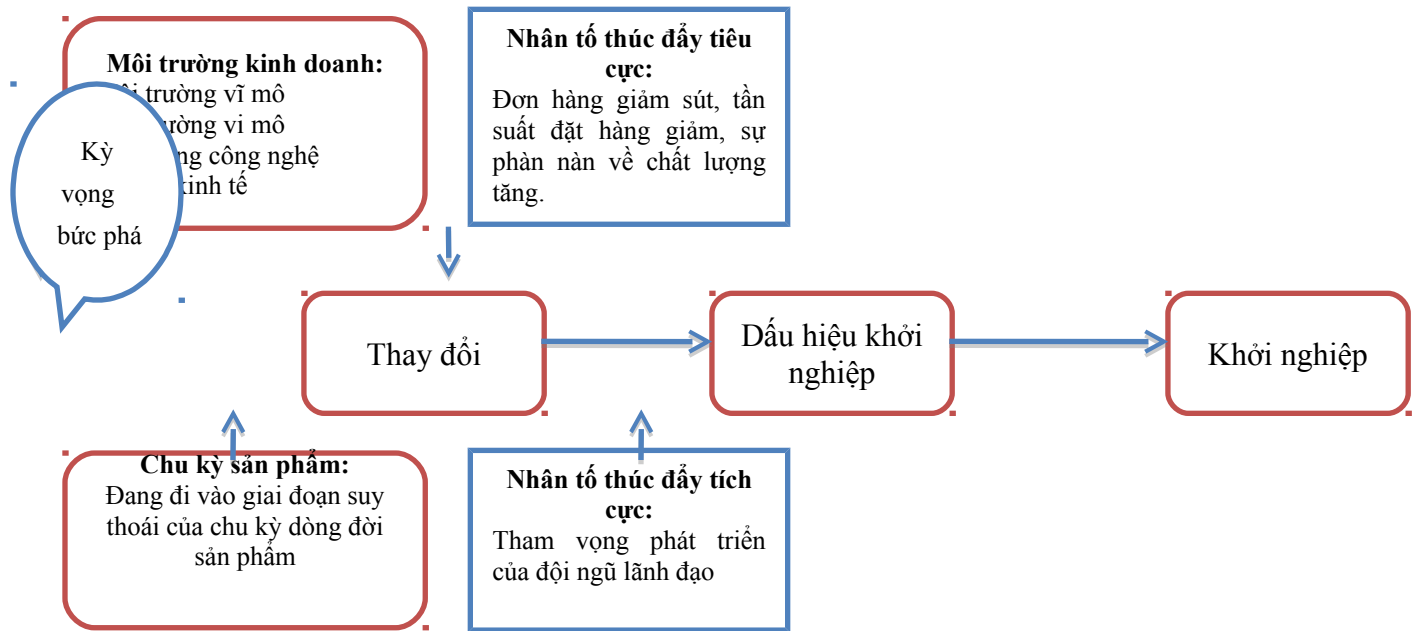 Môi trường kinh doanh:
trường vĩ mô
vi mô
công nghệ
kinh tế
Kỳ
vọng
bức phá
Nhân tố thúc đẩy tiêu
cực:
Đơn hàng giảm sút, tần
suất đặt hàng giảm, sự
phàn nàn về chất lượng
tăng.
Thay đổi
Dấu hiệu khởi
nghiệp
Khởi nghiệp
Chu kỳ sản phẩm:
Đang đi vào giai đoạn suy
thoái của chu kỳ dòng đời
sản phẩm
Nhân tố thúc đẩy tích
cực:
Tham vọng phát triển
của đội ngũ lãnh đạo